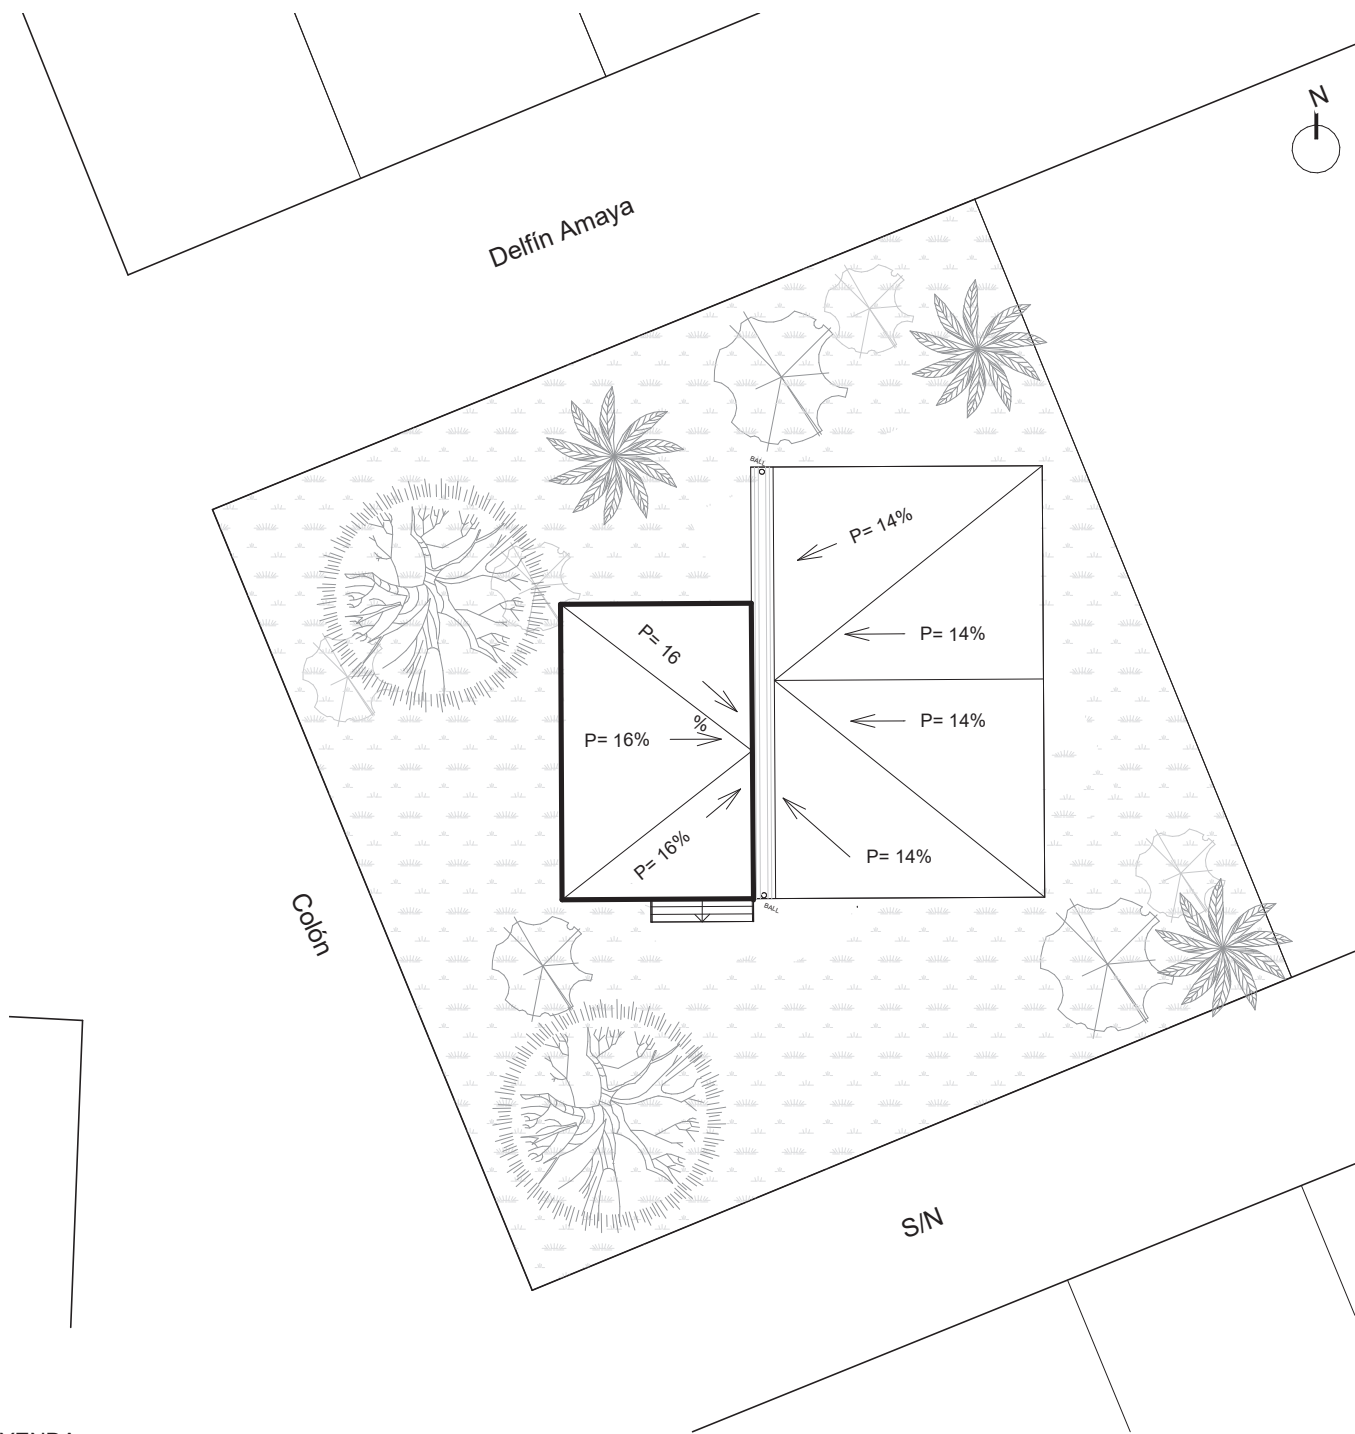 N
Delfín Amaya
BALL
P= 14%
P= 16
%
P= 14%
P= 16%
P= 14%
P= 16%
P= 14%
BALL
Colón
S/N